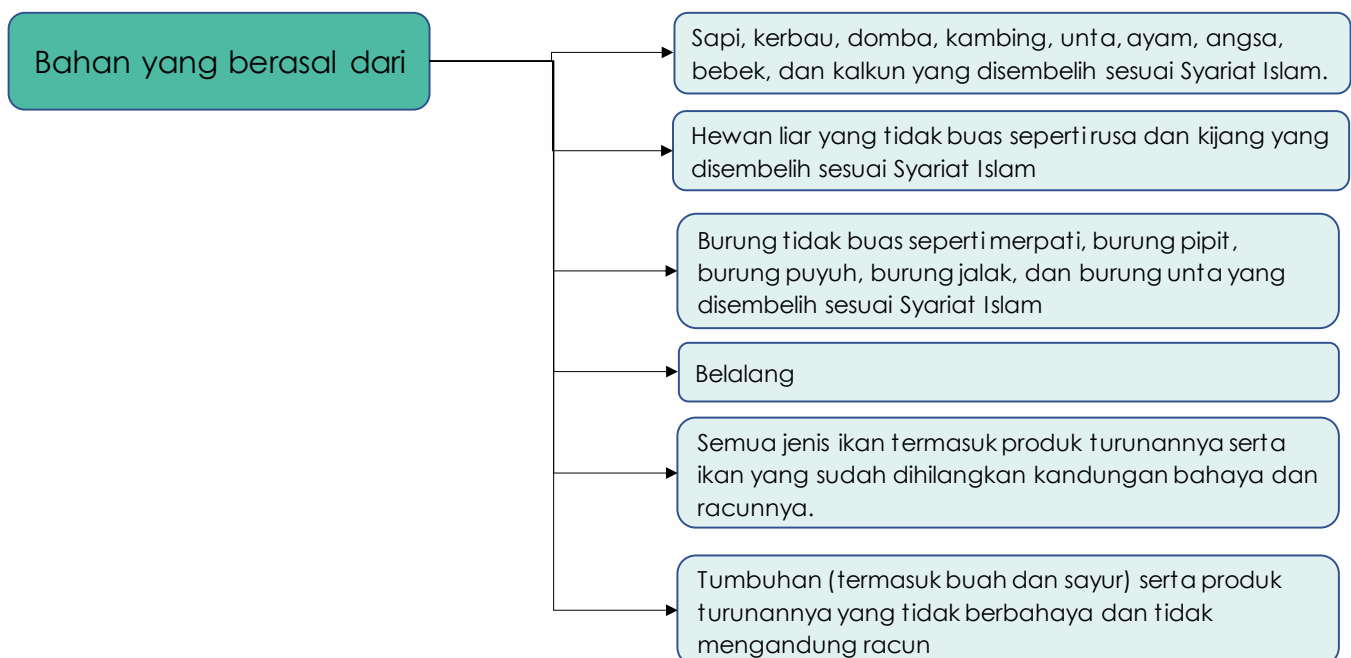 Bahan yang berasal dari
Sapi, kerbau, domba, kambing, unta, ayam, angsa,
bebek, dan kalkun yang disembelih sesuai Syariat Islam.
Hewan liar yang tidak buas seperti rusa dan kijang yang
disembelih sesuai Syariat Islam
Burung tidak buas seperti merpati, burung pipit,
burung puyuh, burung jalak, dan burung unta yang
disembelih sesuai Syariat Islam
Belalang
Semua jenis ikan termasuk produk turunannya serta
ikan yang sudah dihilangkan kandungan bahaya dan
racunnya.
Tumbuhan (termasuk buah dan sayur) serta produk
turunannya yang tidak berbahaya dan tidak
mengandung racun